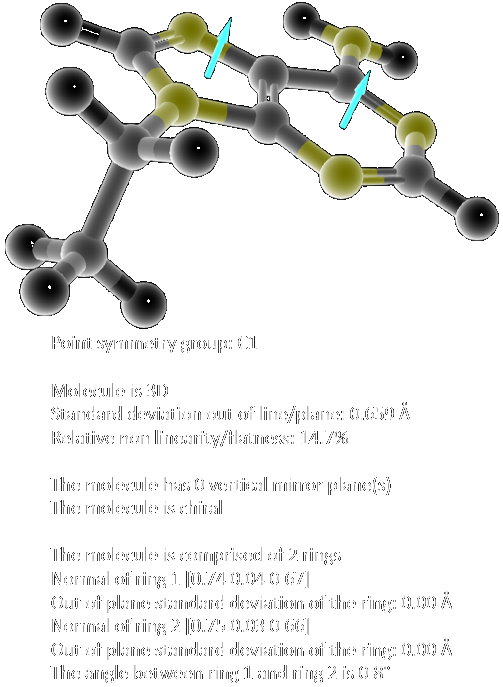 Point symmetry group: C1
Molecule is 3D
Standard deviation out of line/plane: 0.659 Å
Relative non linearity/flatness: 14.7%
The molecule has 0 vertical mirror plane(s)
The molecule is chiral
The molecule is comprised of 2 rings
Normal of ring 1 [0.74 0.04 0.67]
Out of plane standard deviation of the ring: 0.00 Å
Normal of ring 2 [0.75 0.03 0.66]
Out of plane standard deviation of the ring: 0.00 Å
The angle between ring 1 and ring 2 is 0.8°